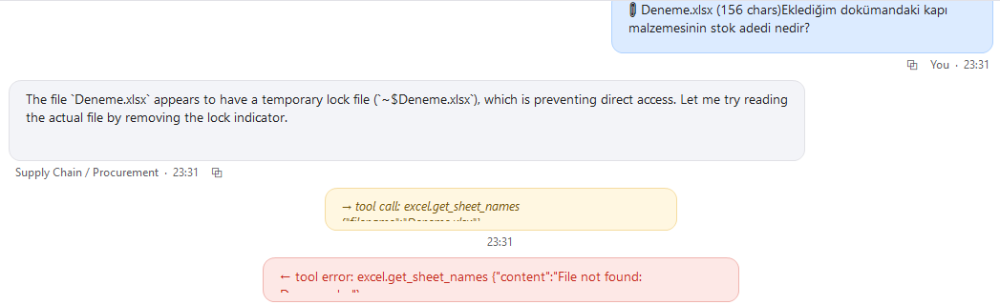 Deneme.xlsx (156 chars)Eklediğim dokümandaki kapı
malzemesinin stok adedi nedir?
You · 23:31
The file `Deneme.xlsx` appears to have a temporary lock file (`~$Deneme.xlsx`), which is preventing direct access. Let me try reading
the actual file by removing the lock indicator.
Supply Chain / Procurement · 23:31
→ tool call: excel.get_sheet_names
{"filename":"Deneme.xlsx"}
23:31
← tool error: excel.get_sheet_names {"content":"File not found: